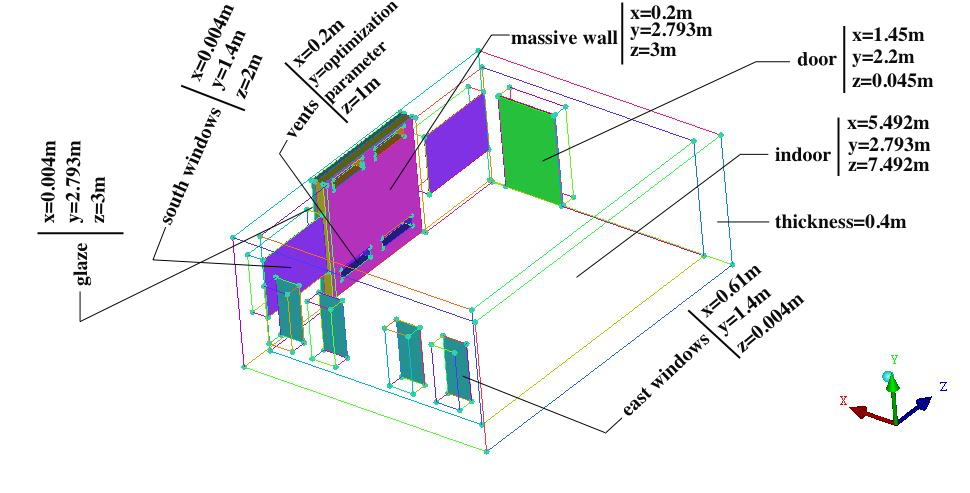 x=0.004m
y=2.793m
z=3m
glaze
x=0.004m
y=1.4m
z=2m
south windows
x=0.2m
y=optimization
parameter
z=1m
vents
massive wall
x=0.2m
y=2.793m
z=3m
door
x=1.45m
y=2.2m
z=0.045m
indoor
x=5.492m
y=2.793m
z=7.492m
thickness=0.4m
x=0.61m
y=1.4m
z=0.004m
east windows
X
Y
Z